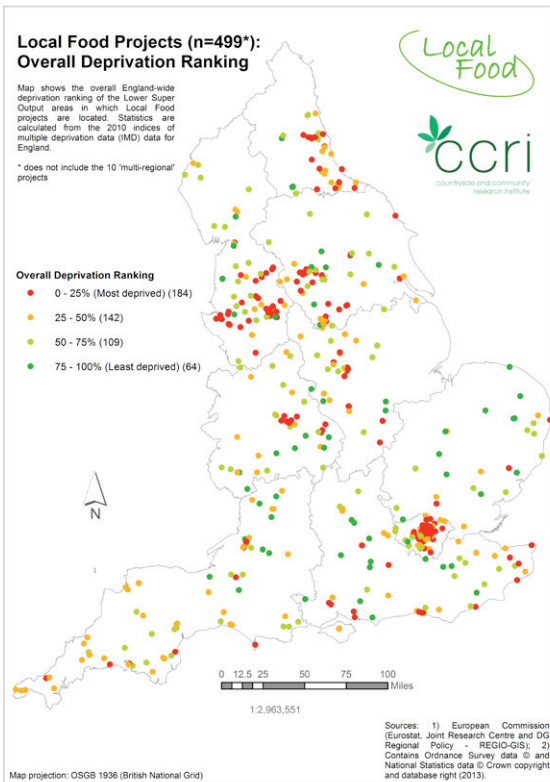 Local Food Projects (n=499*):
Overall Deprivation Ranking
Map shows the overall England-wide
deprivation ranking of the Lower Super
Output areas in which Local Food
projects are located. Statistics are
calculated from the 2010 indices of
multiple deprivation data (IMD) data for
England.
* does not include the 10 'multi-regional'
projects
Local
Food
ccri
countryside and community
research institute
Overall Deprivation Ranking
0 - 25% (Most deprived) (184)
25 - 50% (142)
50 - 75% (109)
75 - 100% (Least deprived) (64)
N
0 12.5 25 50 75 100
Miles
1:2,963,551
Sources: 1) European Commission
(Eurostat, Joint Research Centre and DG
Regional Policy - REGIO-GIS); 2)
Contains Ordnance Survey data © and
National Statistics data © Crown copyright
and database right (2013).
Map projection: OSGB 1936 (British National Grid)